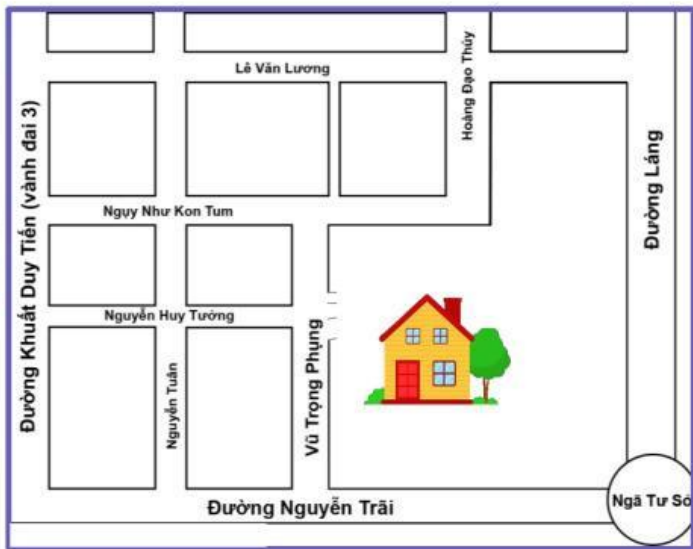 Lê Văn Lương
Hoàng Đạo Thúy
Đường Khuất Duy Tiến (vành đai 3)
Đường Láng
Ngụy Như Kon Tum
Nguyễn Huy Tưởng
Nguyễn Tuân
Vũ Trọng Phụng
Đường Nguyễn Trãi
Ngã Tư Sở